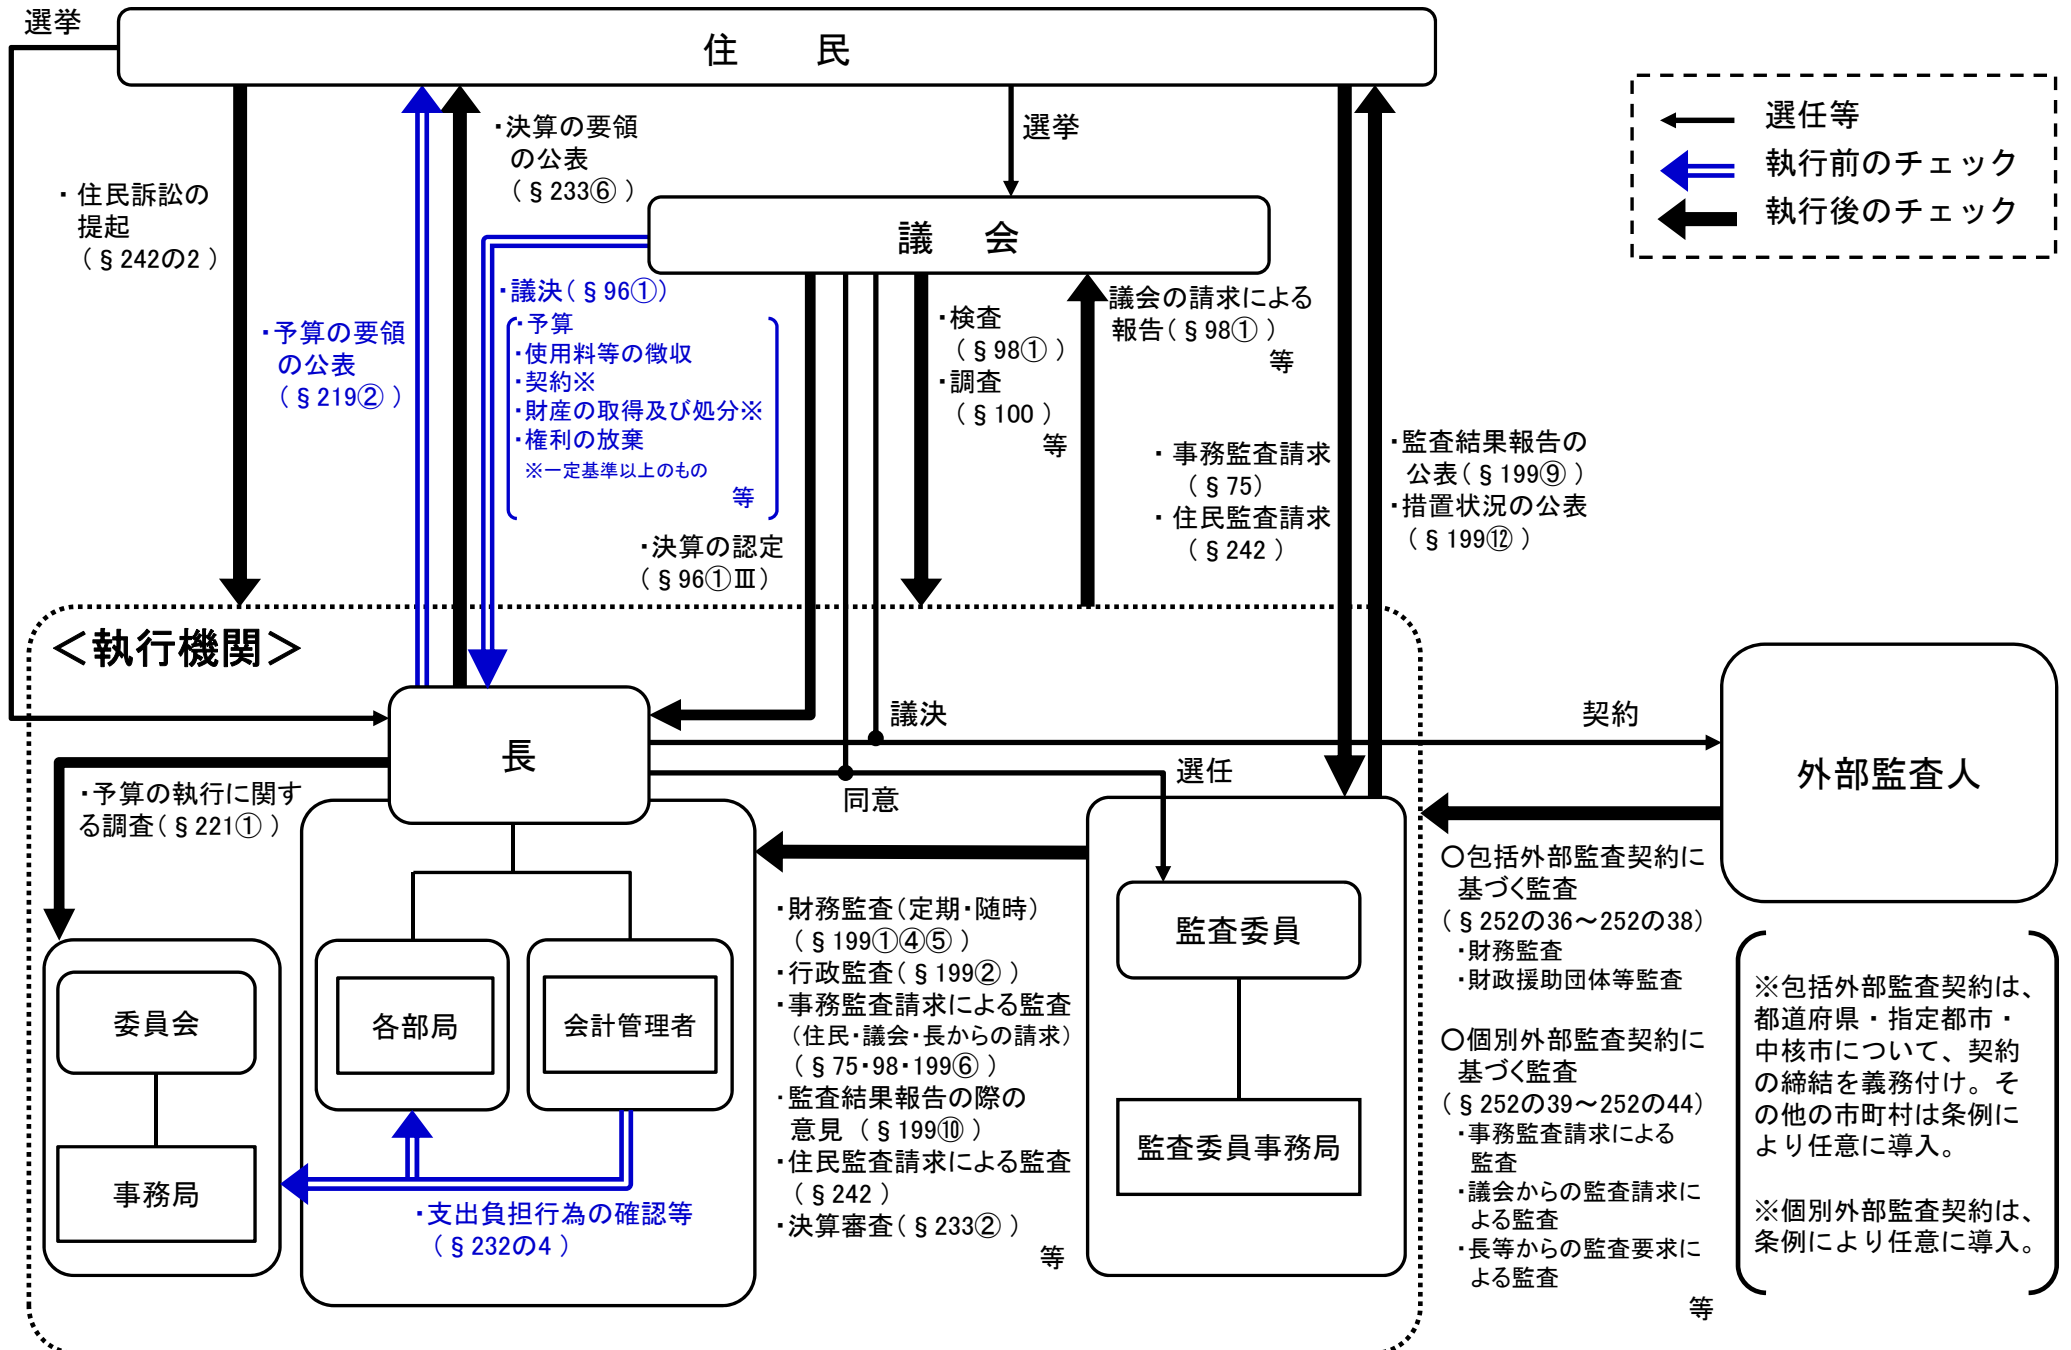 選挙
住　民
選任等
執行前のチェック
執行後のチェック
・決算の要領
の公表
（§233⑥）
選挙
・住民訴訟の
提起
（§242の2）
議　会
・予算の要領
の公表
（§219②）
・議決（§96①）
・予算
・使用料等の徴収
・契約※
・財産の取得及び処分※
・権利の放棄
※一定基準以上のもの
等
・検査
（§98①）
・調査
（§100）
等
議会の請求による
報告（§98①）
等
・決算の認定
（§96①Ⅲ）
・事務監査請求
（§75）
・住民監査請求
（§242）
・監査結果報告の
公表（§199⑨）
・措置状況の公表
（§199⑫）
＜執行機関＞
長
議決
契約
選任
同意
外部監査人
・予算の執行に関す
る調査（§221①）
委員会
事務局
各部局
会計管理者
・支出負担行為の確認等
（§232の4）
・財務監査（定期・随時）
（§199①④⑤）
・行政監査（§199②）
・事務監査請求による監査
（住民・議会・長からの請求）
（§75・98・199⑥）
・監査結果報告の際の
意見（§199⑩）
・住民監査請求による監査
（§242）
・決算審査（§233②）
等
監査委員
監査委員事務局
○包括外部監査契約に
基づく監査
（§252の36～252の38）
・財務監査
・財政援助団体等監査
○個別外部監査契約に
基づく監査
（§252の39～252の44）
・事務監査請求による
監査
・議会からの監査請求に
よる監査
・長等からの監査要求に
よる監査
等
※包括外部監査契約は、
都道府県・指定都市・
中核市について、契約
の締結を義務付け。そ
の他の市町村は条例に
より任意に導入。
※個別外部監査契約は、
条例により任意に導入。